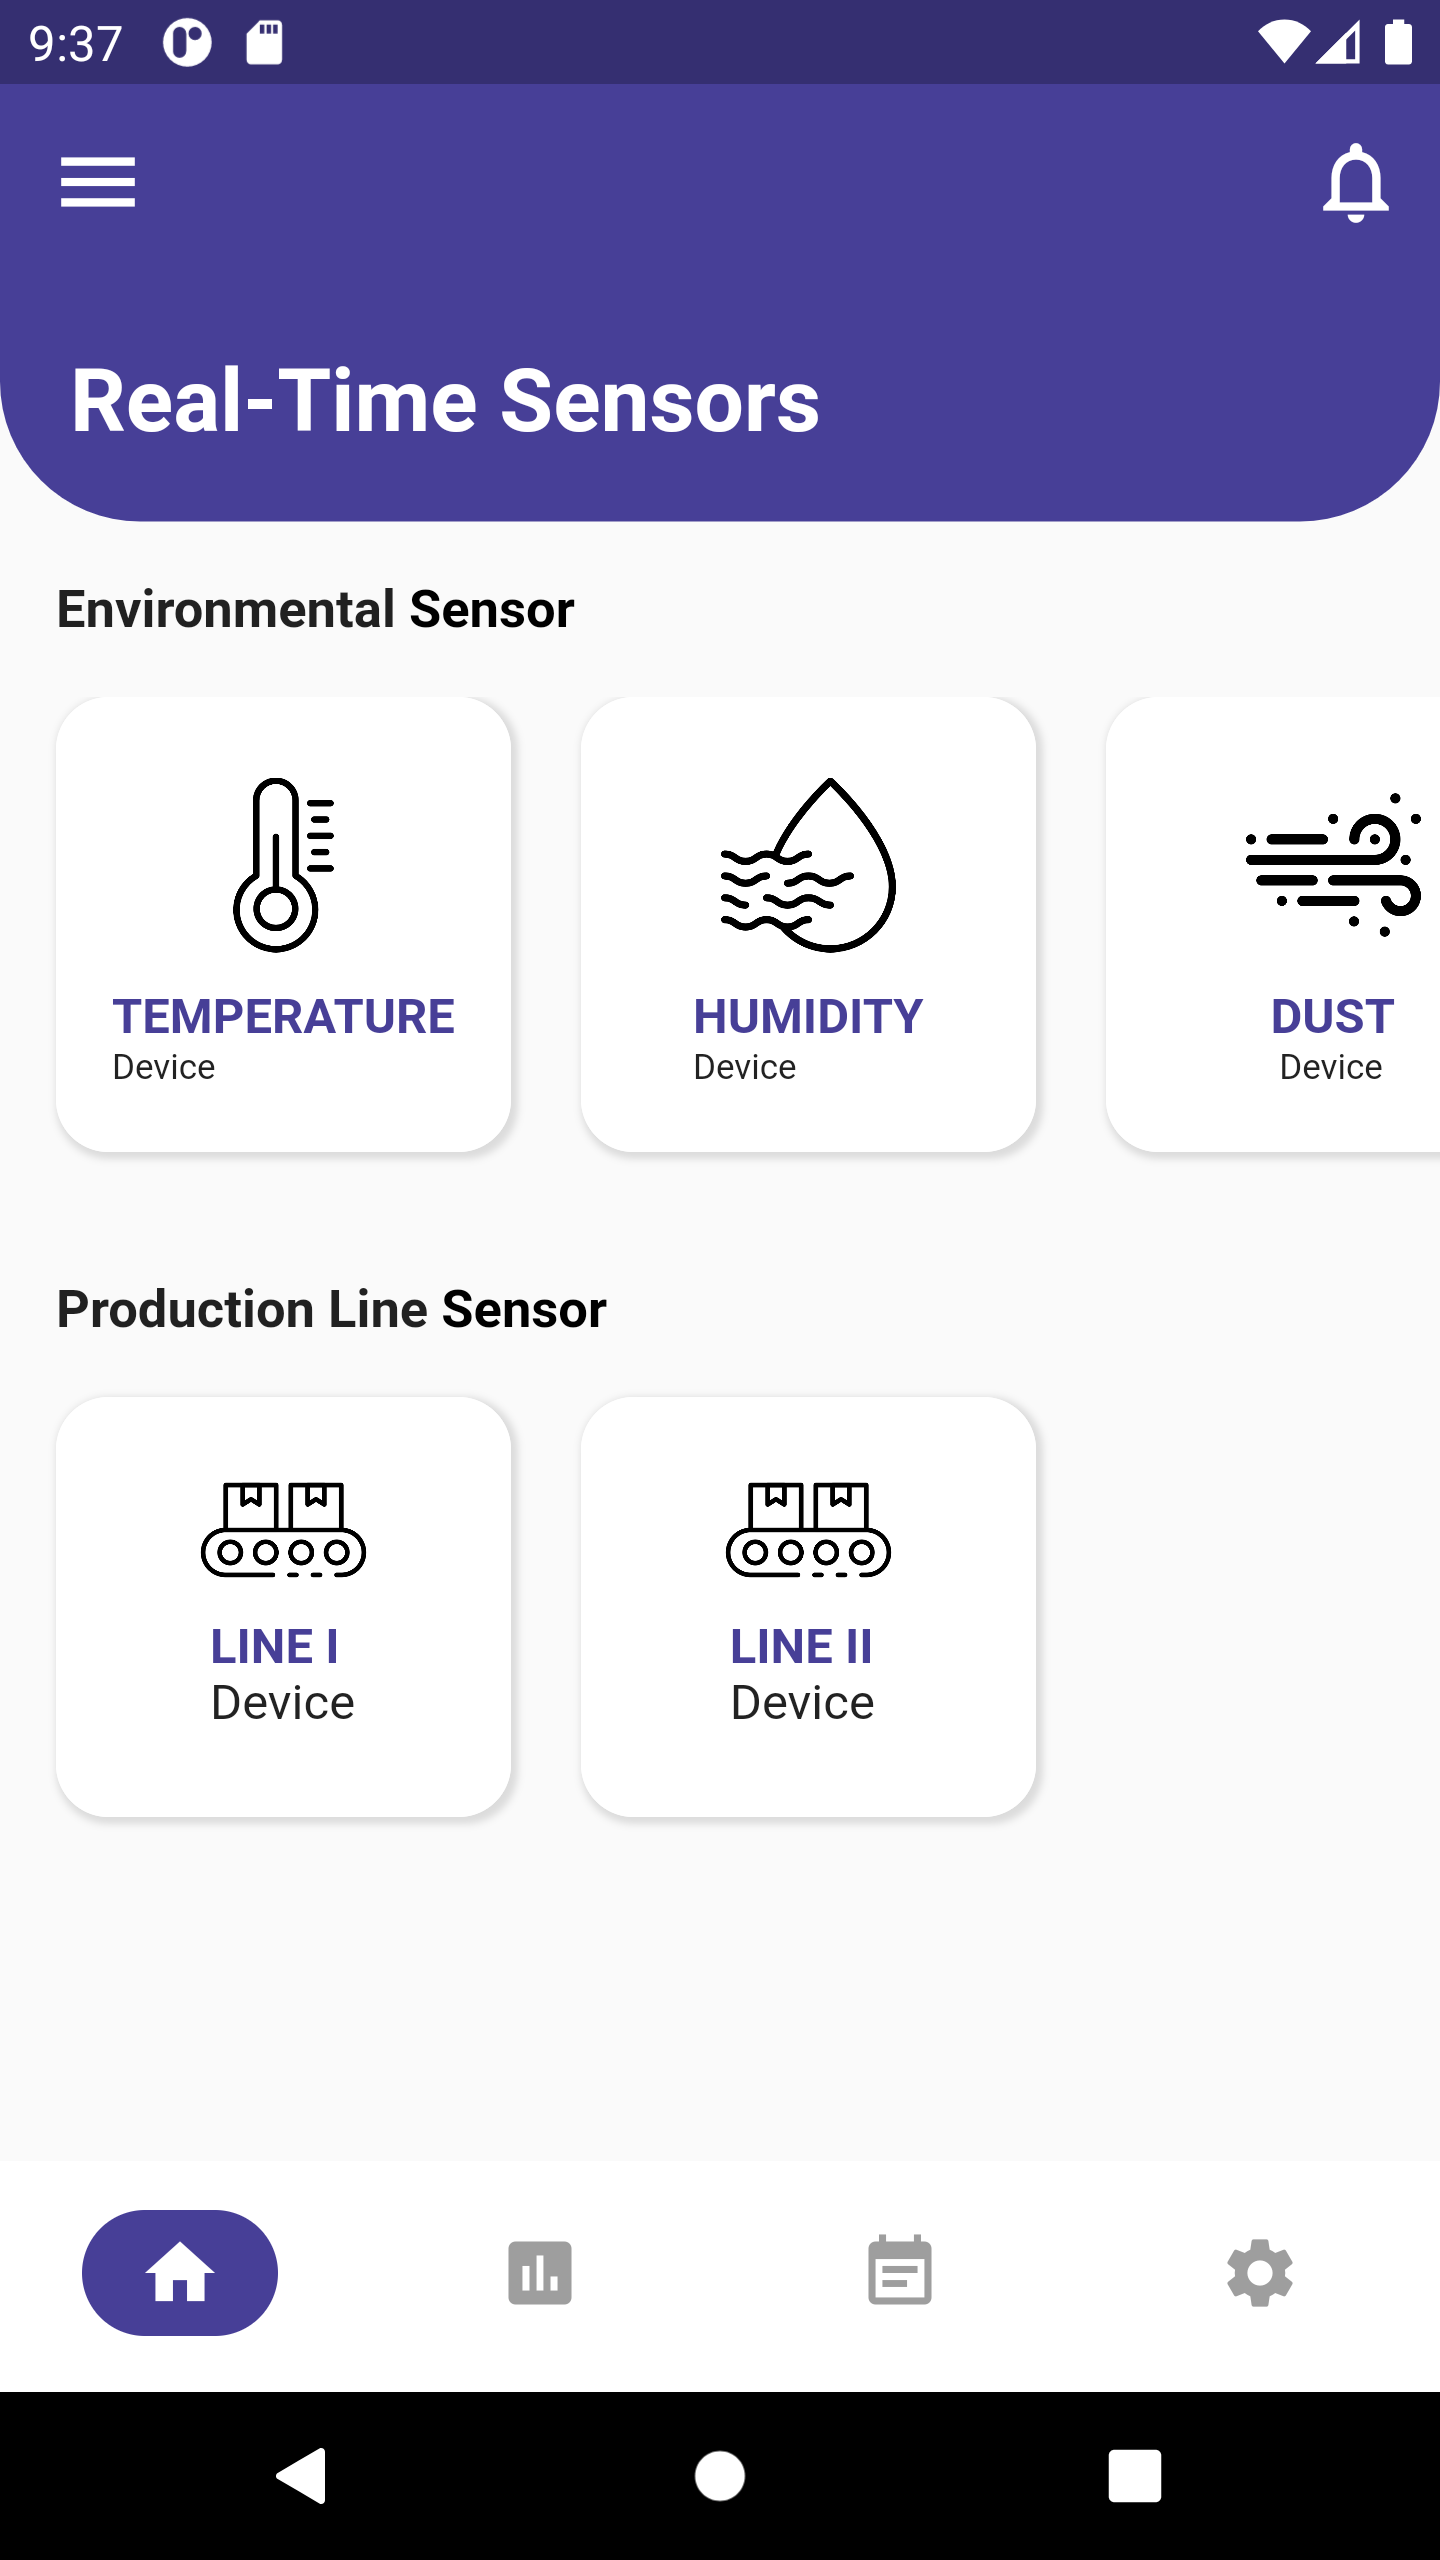 9:37
Real-Time Sensors
Environmental Sensor
TEMPERATURE
Device
HUMIDITY
Device
DUST
Device
Production Line Sensor
LINE I
Device
LINE II
Device